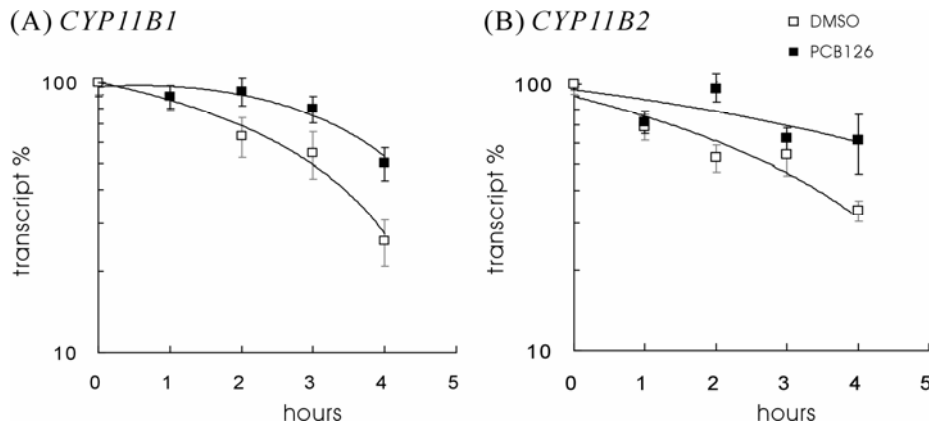 (A) CYP11B1
100
10
transcript %
0 1 2 3 4 5
hours
(B) CYP11B2
DMSO
PCB126
100
10
transcript %
0 1 2 3 4 5
hours